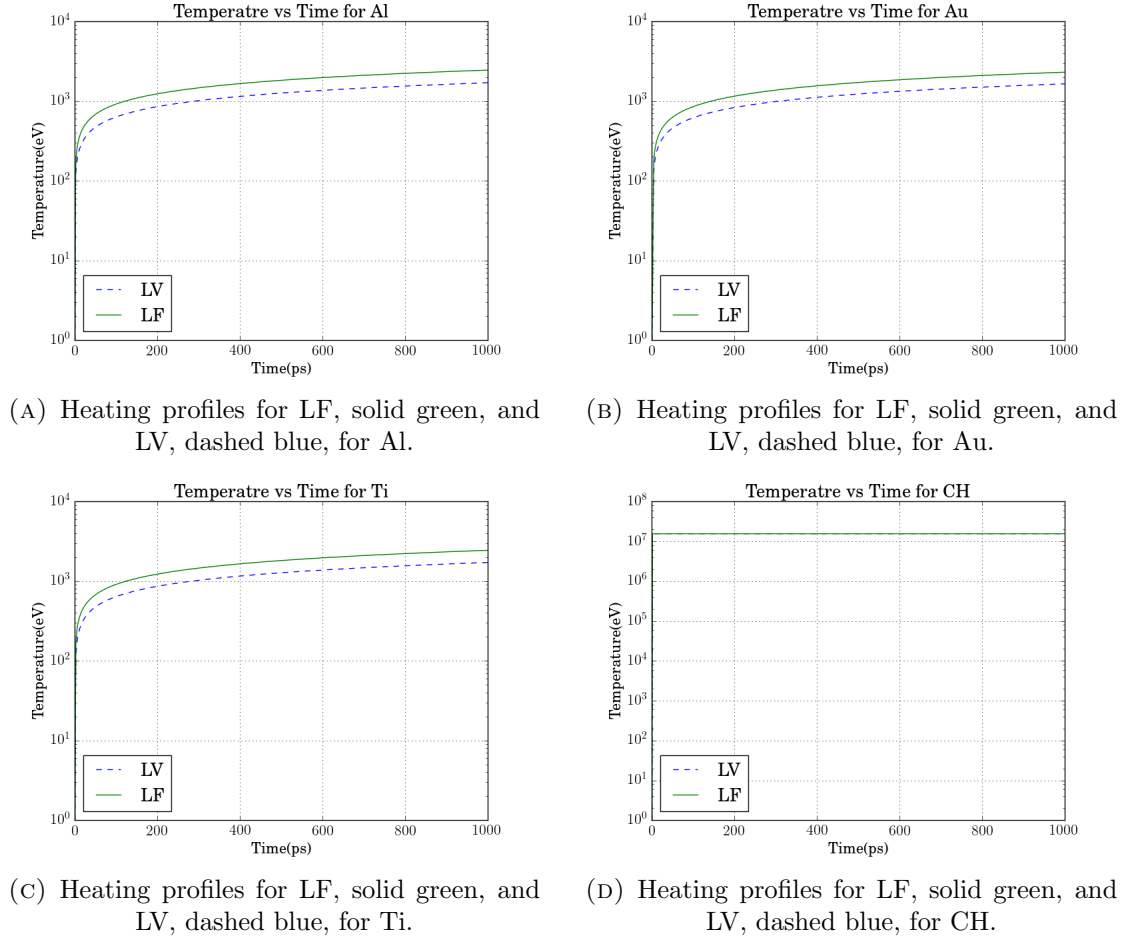 Temperatre vs Time for Al
10^4
10^3
10^2
10^1
10^0
Temperature(eV)
LV
LF
0 200 400 600 800 1000
Time(ps)
(A) Heating profiles for LF, solid green, and
LV, dashed blue, for Al.
Temperatre vs Time for Au
10^4
10^3
10^2
10^1
10^0
Temperature(eV)
LV
LF
0 200 400 600 800 1000
Time(ps)
(B) Heating profiles for LF, solid green, and
LV, dashed blue, for Au.
Temperatre vs Time for Ti
10^4
10^3
10^2
10^1
10^0
Temperature(eV)
LV
LF
0 200 400 600 800 1000
Time(ps)
(C) Heating profiles for LF, solid green, and
LV, dashed blue, for Ti.
Temperatre vs Time for CH
10^8
10^7
10^6
10^5
10^4
10^3
10^2
10^1
10^0
Temperature(eV)
LV
LF
0 200 400 600 800 1000
Time(ps)
(D) Heating profiles for LF, solid green, and
LV, dashed blue, for CH.